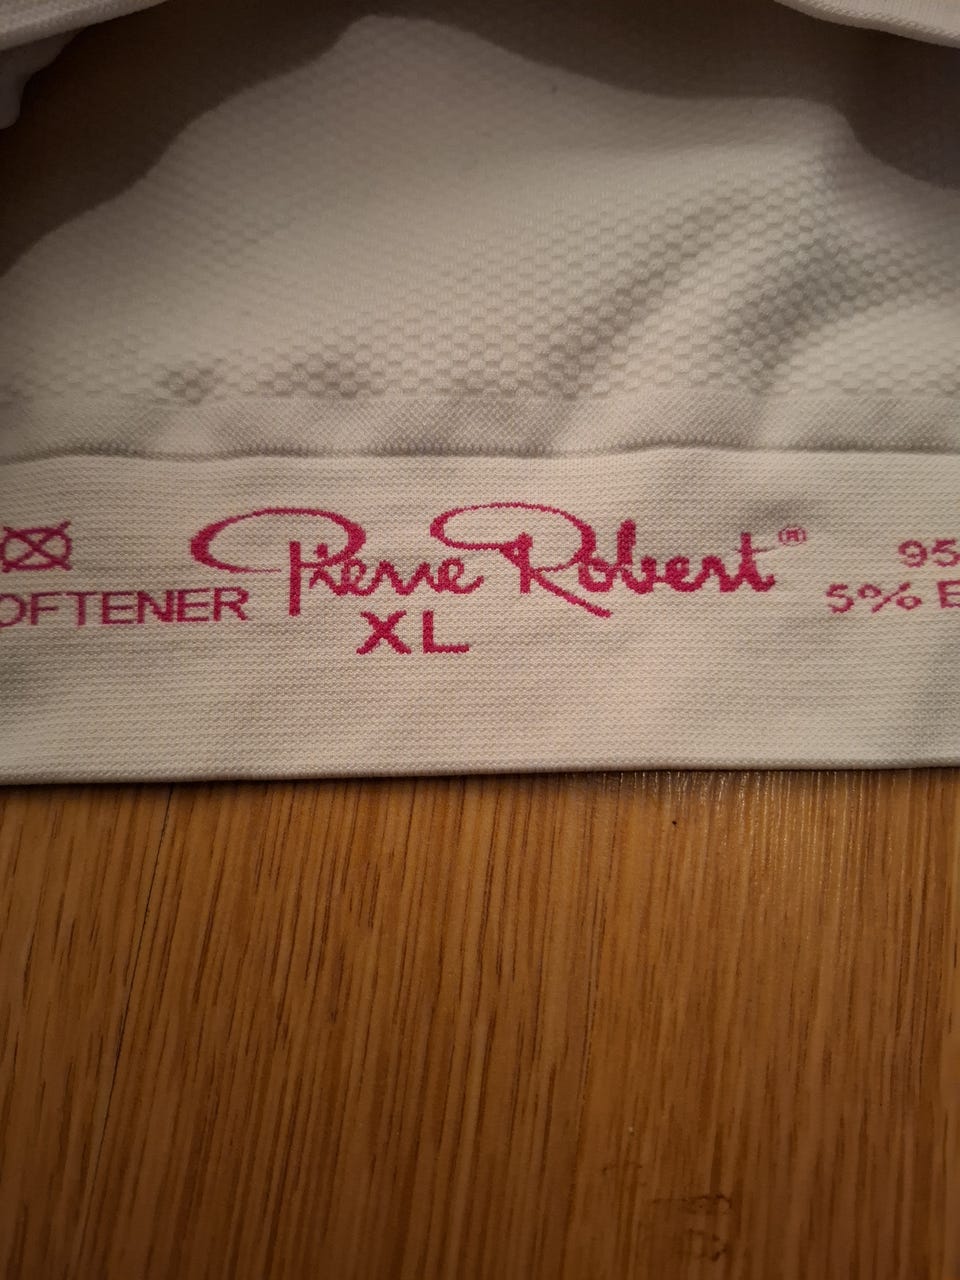 Pierre Robert®
XL
OFTENER
95
5% E